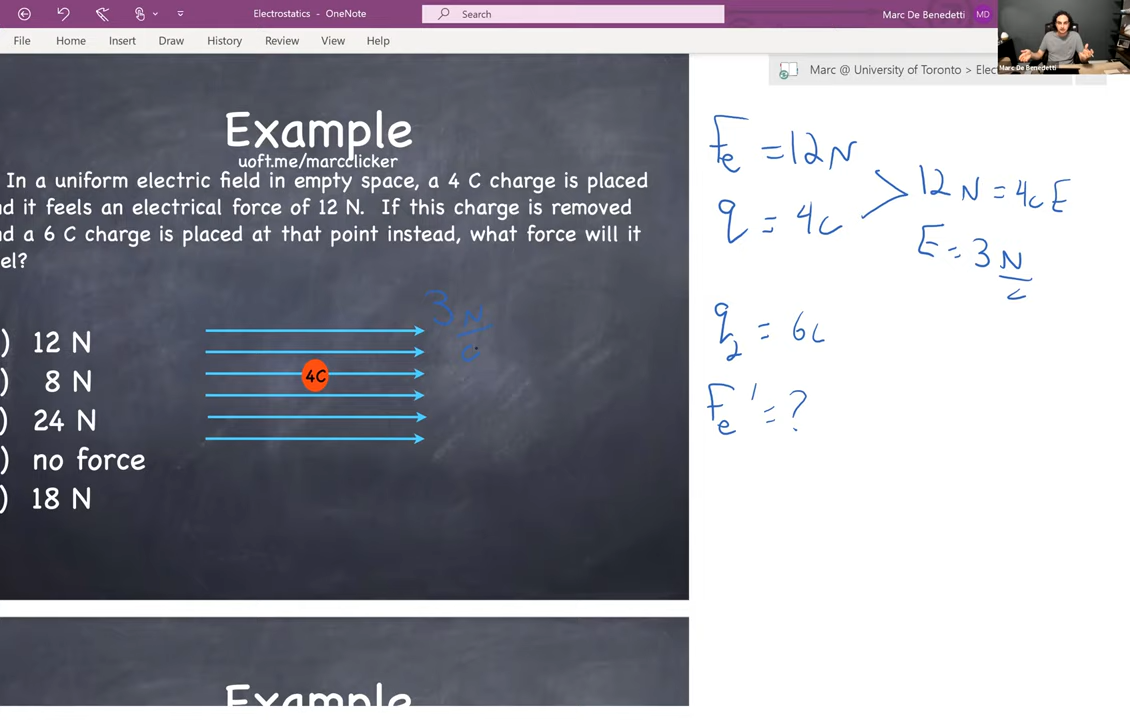 Electrostatics - OneNote
Search
Marc De Benedetti
MD
File
Home
Insert
Draw
History
Review
View
Help
Marc De Benedetti
Marc @ University of Toronto > Elec
Example
uoft.me/marcclicker
In a uniform electric field in empty space, a 4 C charge is placed
nd it feels an electrical force of 12 N. If this charge is removed
nd a 6 C charge is placed at that point instead, what force will it
el?
) 12 N
) 8 N
) 24 N
) no force
) 18 N
4C
3 N/C
Fe = 12 N
q = 4C
12 N = 4C E
E = 3 N/C
q2 = 6C
Fe' = ?
Example